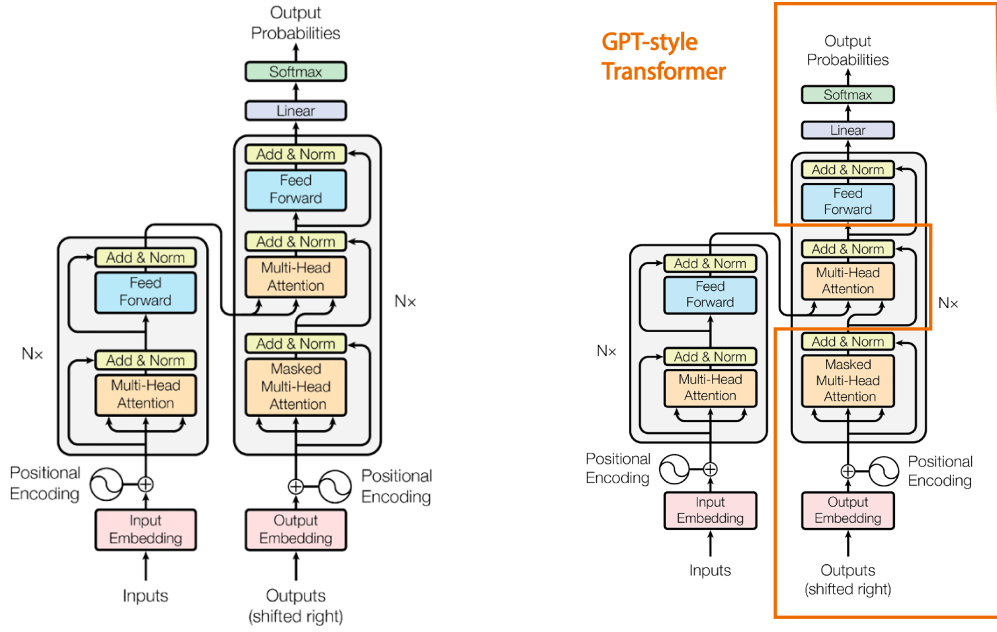 Output
Probabilities
Softmax
Linear
Add & Norm
Feed
Forward
Add & Norm
Multi-Head
Attention
Add & Norm
Masked
Multi-Head
Attention
Nx
Add & Norm
Feed
Forward
Add & Norm
Multi-Head
Attention
Nx
Positional
Encoding
Positional
Encoding
Input
Embedding
Output
Embedding
Inputs
Outputs
(shifted right)
GPT-style
Transformer
Output
Probabilities
Softmax
Linear
Add & Norm
Feed
Forward
Add & Norm
Multi-Head
Attention
Add & Norm
Masked
Multi-Head
Attention
Nx
Add & Norm
Feed
Forward
Add & Norm
Multi-Head
Attention
Nx
Positional
Encoding
Positional
Encoding
Input
Embedding
Output
Embedding
Inputs
Outputs
(shifted right)